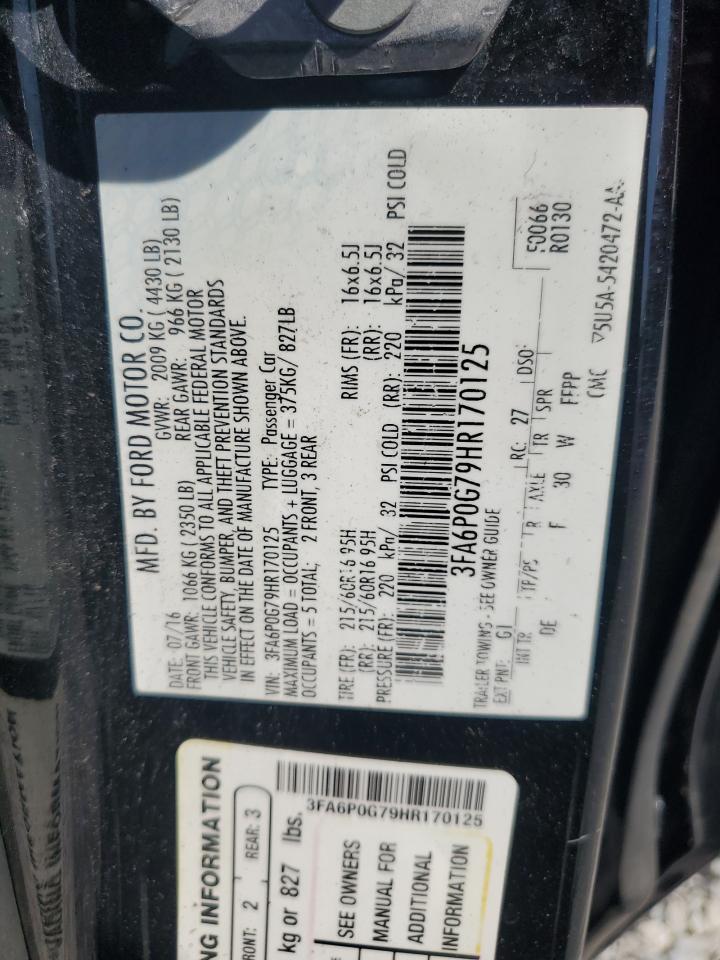 MFD. BY FORD MOTOR CO.
DATE: 07/16 GVWR: 2009 KG ( 4430 LB)
FRONT GAWR: 1066 KG ( 2350 LB) REAR GAWR: 966 KG ( 2130 LB)
THIS VEHICLE CONFORMS TO ALL APPLICABLE FEDERAL MOTOR
VEHICLE SAFETY, BUMPER, AND THEFT PREVENTION STANDARDS
IN EFFECT ON THE DATE OF MANUFACTURE SHOWN ABOVE.
VIN: 3FA6P0G79HR170125 TYPE: Passenger Car
MAXIMUM LOAD = OCCUPANTS + LUGGAGE = 375KG/ 827LB
OCCUPANTS = 5 TOTAL; 2 FRONT, 3 REAR
TIRE (FR): 215/60R16 95H RIMS (FR): 16x6.5J
(RR): 215/60R16 95H (RR): 16x6.5J
PRESSURE (FR): 220 kPa/ 32 PSI COLD (RR): 220 kPa/ 32 PSI COLD
3FA6P0G79HR170125
TRAILER TOWING - SEE OWNER GUIDE
EXT PNT: G1 RC: 27 DSO: F0066
R0130
INT TR TP/PS R AXLE TR SPR
DE F 30 W FFPP
CMC ▽5U5A-5420472-AA
NG INFORMATION
FRONT: 2 REAR: 3
kg or 827 lbs.
3FA6P0G79HR170125
SEE OWNERS
MANUAL FOR
ADDITIONAL
INFORMATION